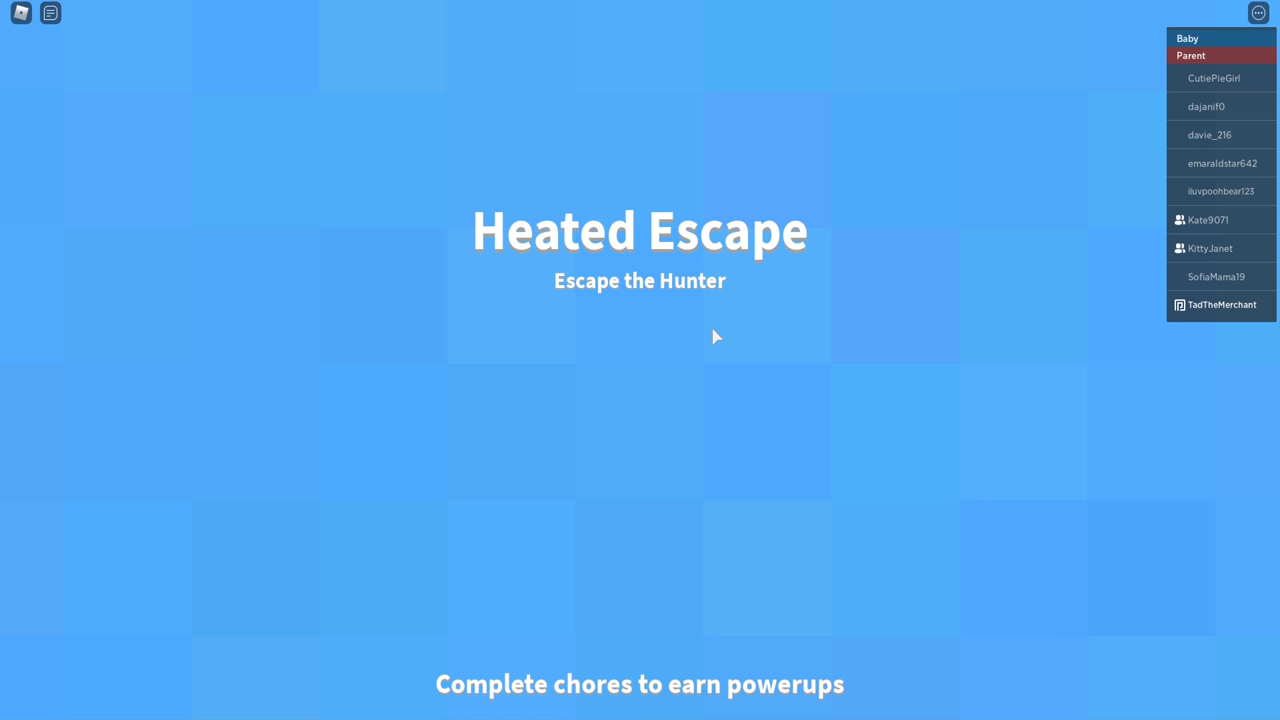 Baby
Parent
CutiePieGirl
dajanif0
davie_216
emaraldstar642
iluvpoohbear123
Kate9071
KittyJanet
SofiaMama19
TadTheMerchant
Heated Escape
Escape the Hunter
Complete chores to earn powerups